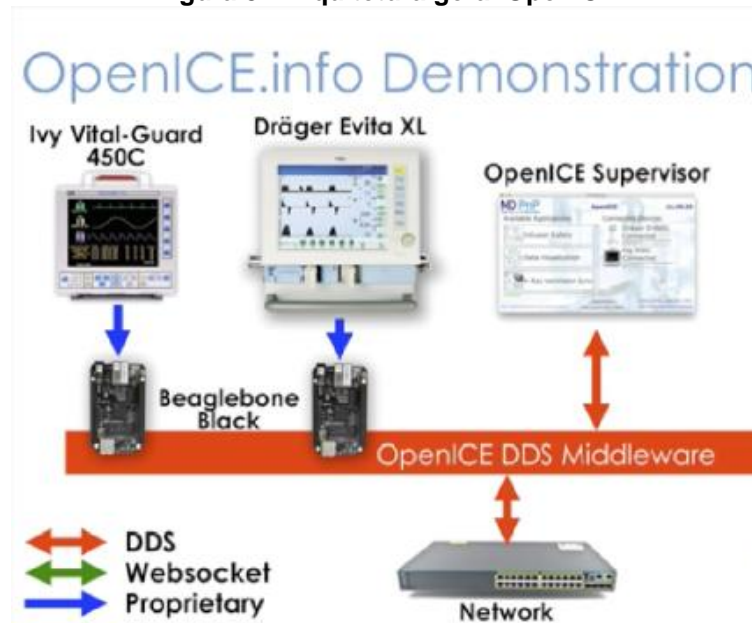 OpenICE.info Demonstration
Ivy Vital-Guard
450C
Dräger Evita XL
OpenICE Supervisor
OpenICE
Beaglebone
Black
OpenICE DDS Middleware
DDS
Websocket
Proprietary
Network